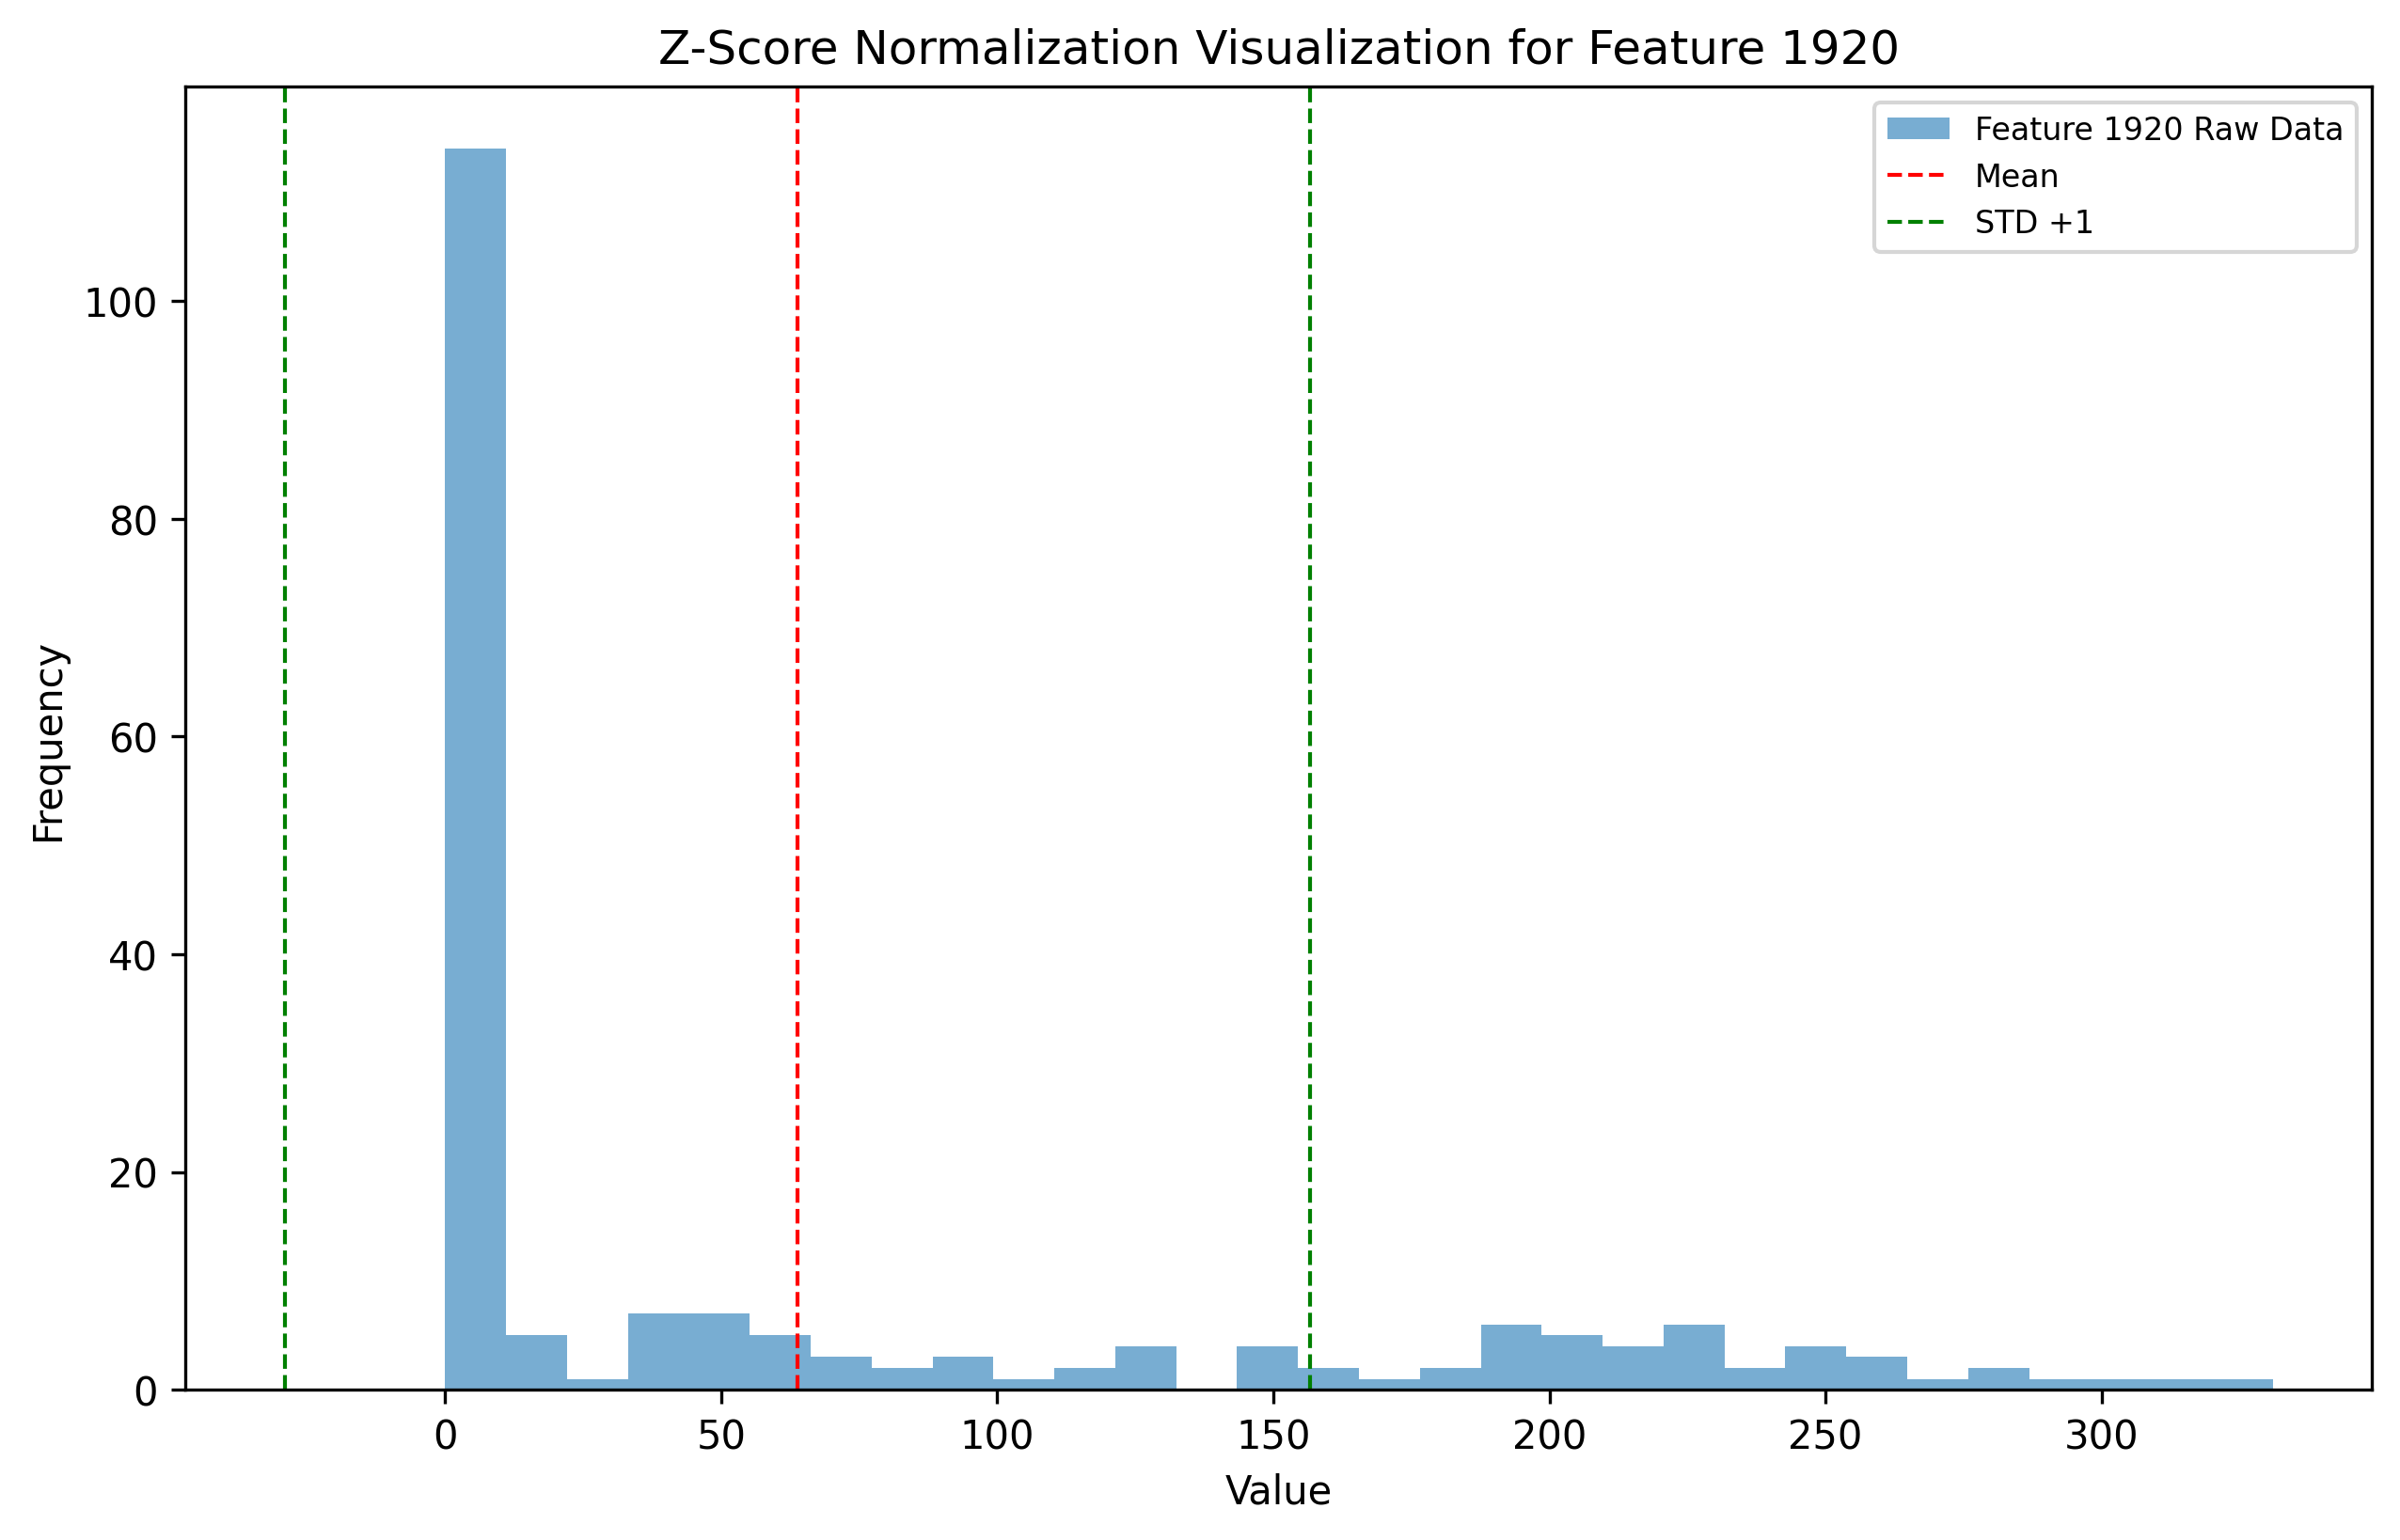 Z-Score Normalization Visualization for Feature 1920
Feature 1920 Raw Data
Mean
STD +1
100
80
60
40
20
0
Frequency
0 50 100 150 200 250 300
Value